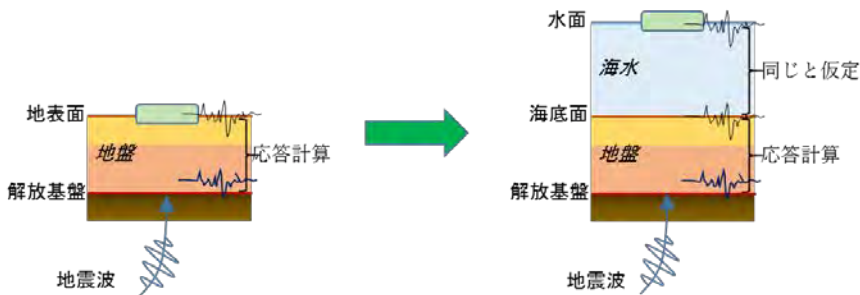 地表面
地盤
応答計算
解放基盤
地震波
水面
海水
同じと仮定
海底面
地盤
応答計算
解放基盤
地震波